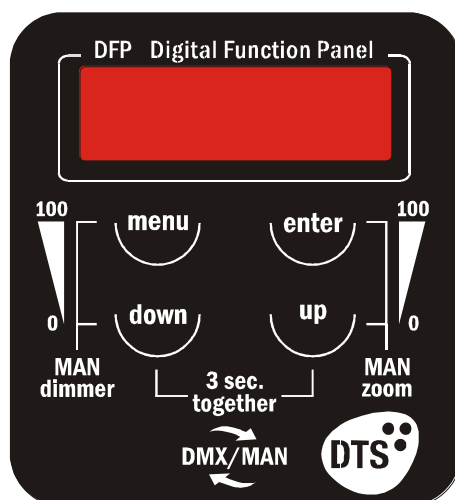 DFP Digital Function Panel
100
100
menu
enter
0
down
up
0
MAN
dimmer
3 sec.
together
MAN
zoom
DMX/MAN
DTS